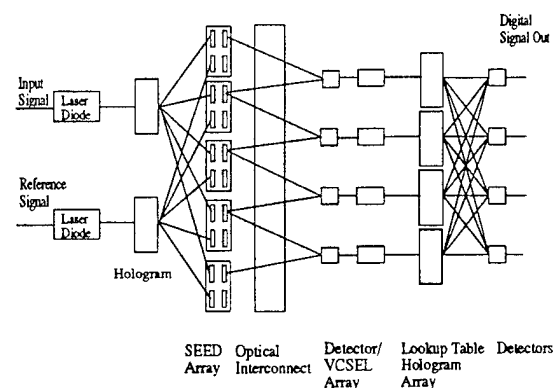 Digital
Signal Out
Input
Signal
Laser
Diode
Reference
Signal
Laser
Diode
Hologram
SEED
Array
Optical
Interconnect
Detector/
VCSEL
Array
Lookup Table
Hologram
Array
Detectors